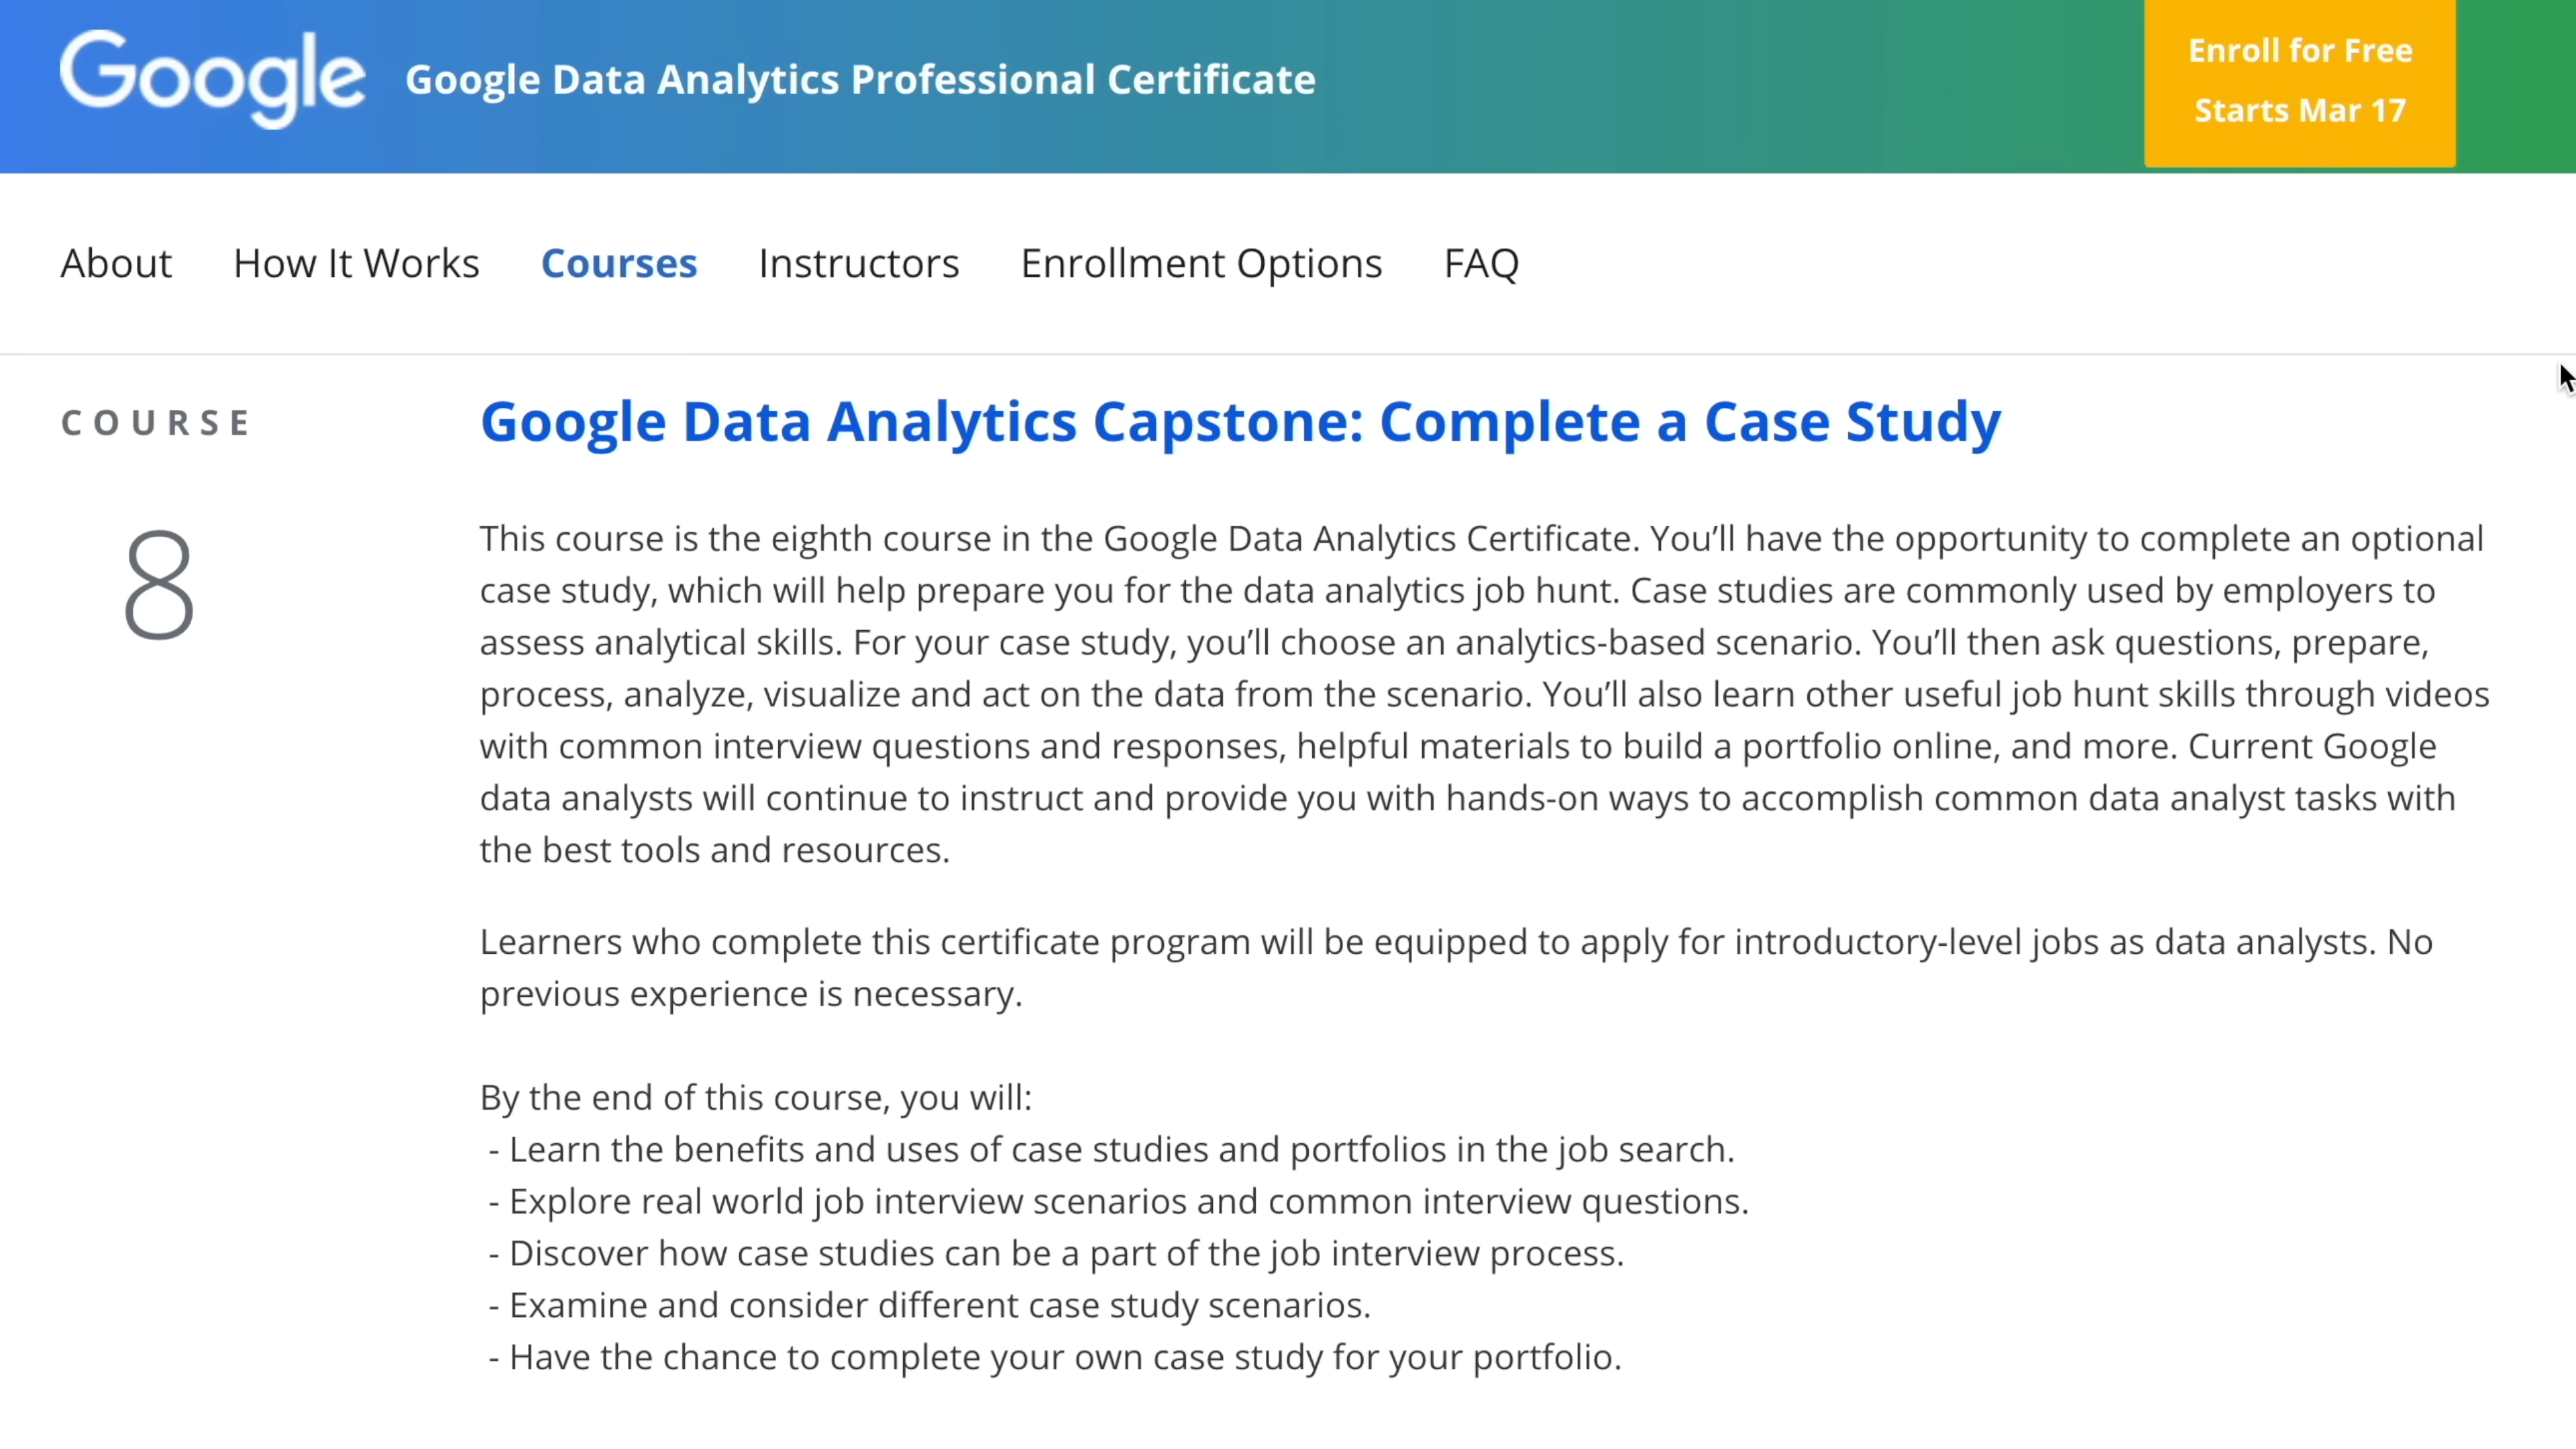 Google
Google Data Analytics Professional Certificate
Enroll for Free
Starts Mar 17
About How It Works Courses Instructors Enrollment Options FAQ
COURSE
8
Google Data Analytics Capstone: Complete a Case Study
This course is the eighth course in the Google Data Analytics Certificate. You’ll have the opportunity to complete an optional
case study, which will help prepare you for the data analytics job hunt. Case studies are commonly used by employers to
assess analytical skills. For your case study, you’ll choose an analytics-based scenario. You’ll then ask questions, prepare,
process, analyze, visualize and act on the data from the scenario. You’ll also learn other useful job hunt skills through videos
with common interview questions and responses, helpful materials to build a portfolio online, and more. Current Google
data analysts will continue to instruct and provide you with hands-on ways to accomplish common data analyst tasks with
the best tools and resources.
Learners who complete this certificate program will be equipped to apply for introductory-level jobs as data analysts. No
previous experience is necessary.
By the end of this course, you will:
- Learn the benefits and uses of case studies and portfolios in the job search.
- Explore real world job interview scenarios and common interview questions.
- Discover how case studies can be a part of the job interview process.
- Examine and consider different case study scenarios.
- Have the chance to complete your own case study for your portfolio.